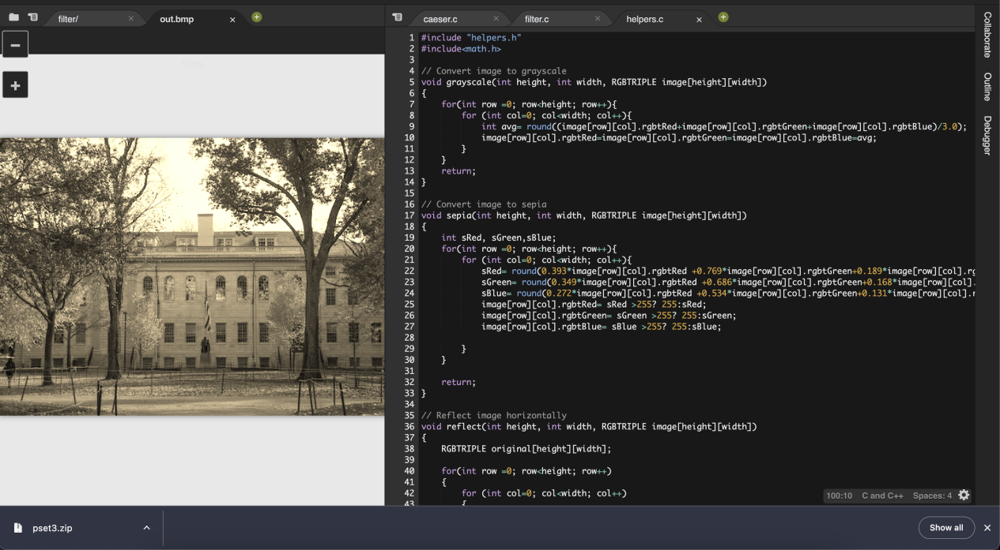 filter/
out.bmp
caeser.c
filter.c
helpers.c
Collaborate
Outline
Debugger
1 #include "helpers.h"
2 #include<math.h>
3
4 // Convert image to grayscale
5 void grayscale(int height, int width, RGBTRIPLE image[height][width])
6 {
7 for(int row =0; row<height; row++){
8 for (int col=0; col<width; col++){
9 int avg= round((image[row][col].rgbtRed+image[row][col].rgbtGreen+image[row][col].rgbtBlue)/3.0);
10 image[row][col].rgbtRed=image[row][col].rgbtGreen=image[row][col].rgbtBlue=avg;
11 }
12 }
13 return;
14 }
15
16 // Convert image to sepia
17 void sepia(int height, int width, RGBTRIPLE image[height][width])
18 {
19 int sRed, sGreen,sBlue;
20 for(int row =0; row<height; row++){
21 for (int col=0; col<width; col++){
22 sRed= round(0.393*image[row][col].rgbtRed +0.769*image[row][col].rgbtGreen+0.189*image[row][col].rg
23 sGreen= round(0.349*image[row][col].rgbtRed +0.686*image[row][col].rgbtGreen+0.168*image[row][col].
24 sBlue= round(0.272*image[row][col].rgbtRed +0.534*image[row][col].rgbtGreen+0.131*image[row][col].r
25 image[row][col].rgbtRed= sRed >255? 255:sRed;
26 image[row][col].rgbtGreen= sGreen >255? 255:sGreen;
27 image[row][col].rgbtBlue= sBlue >255? 255:sBlue;
28
29 }
30 }
31
32 return;
33 }
34
35 // Reflect image horizontally
36 void reflect(int height, int width, RGBTRIPLE image[height][width])
37 {
38 RGBTRIPLE original[height][width];
39
40 for(int row =0; row<height; row++)
41 {
42 for (int col=0; col<width; col++)
43 {
100:10 C and C++ Spaces: 4
pset3.zip
Show all